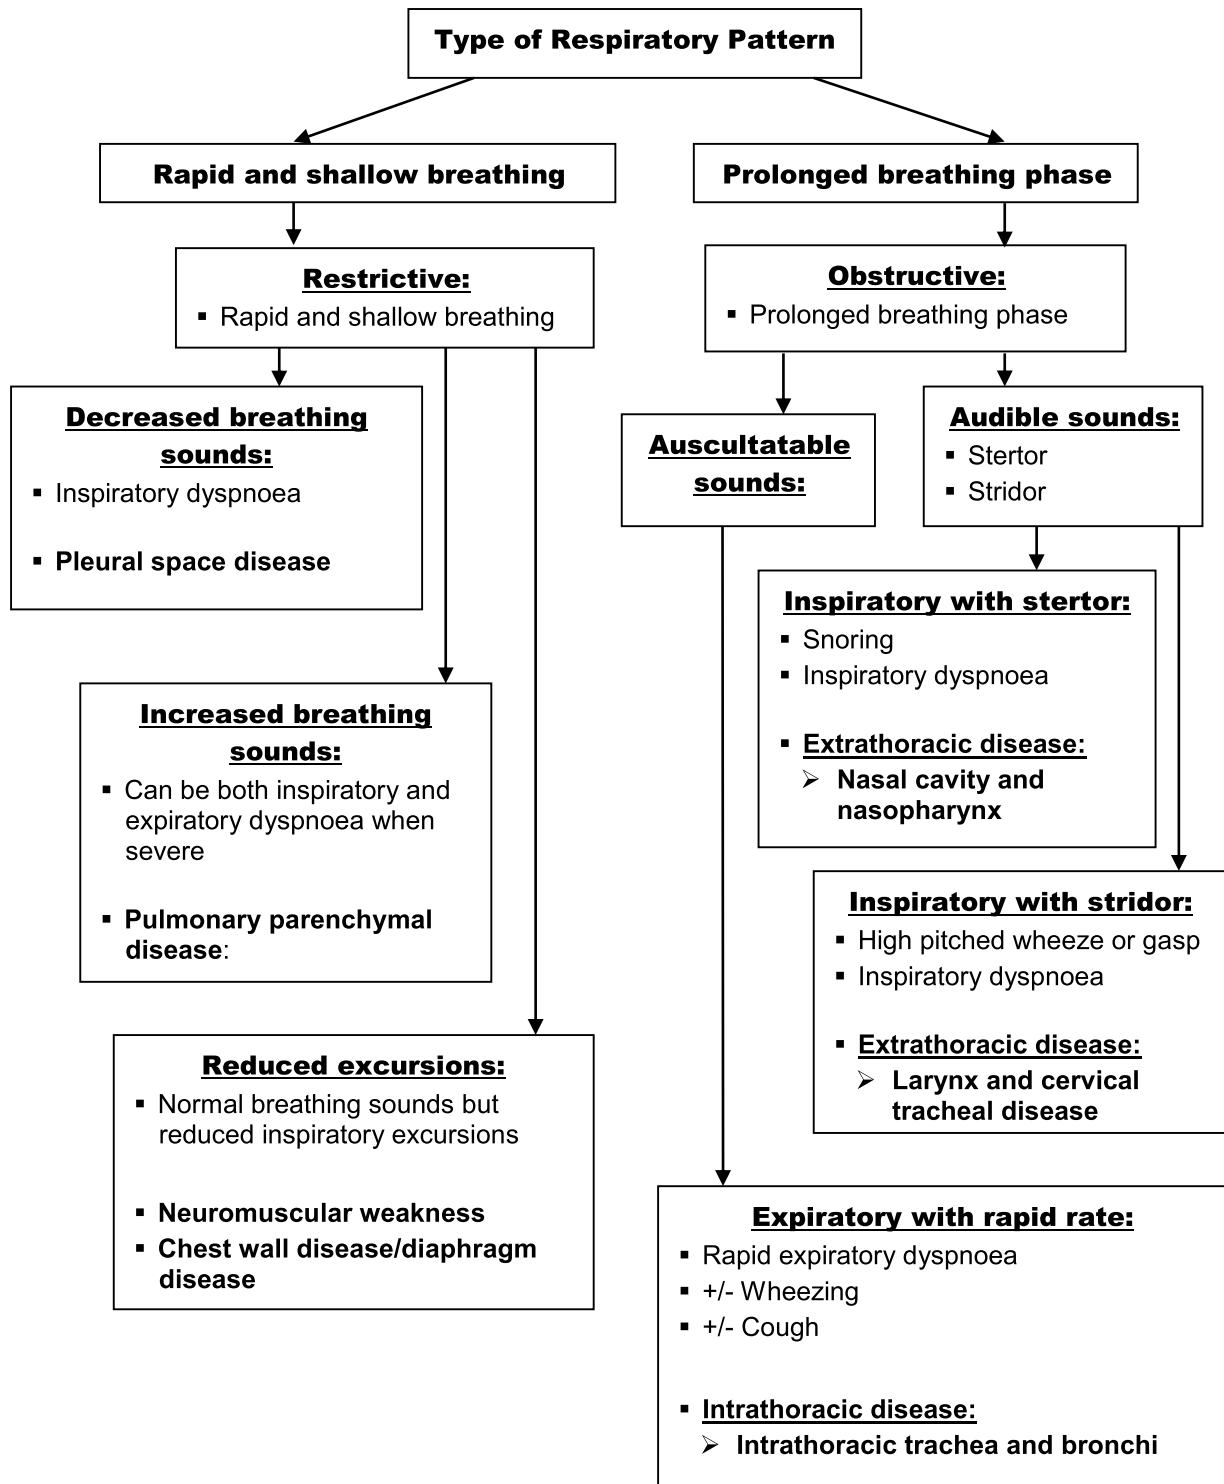 Type of Respiratory Pattern
Rapid and shallow breathing
Prolonged breathing phase
Restrictive:
▪ Rapid and shallow breathing
Obstructive:
▪ Prolonged breathing phase
Decreased breathing
sounds:
▪ Inspiratory dyspnoea
▪ Pleural space disease
Auscultatable
sounds:
Audible sounds:
▪ Stertor
▪ Stridor
Inspiratory with stertor:
▪ Snoring
▪ Inspiratory dyspnoea
▪ Extrathoracic disease:
➢ Nasal cavity and
nasopharynx
Increased breathing
sounds:
▪ Can be both inspiratory and
expiratory dyspnoea when
severe
▪ Pulmonary parenchymal
disease:
Inspiratory with stridor:
▪ High pitched wheeze or gasp
▪ Inspiratory dyspnoea
▪ Extrathoracic disease:
➢ Larynx and cervical
tracheal disease
Reduced excursions:
▪ Normal breathing sounds but
reduced inspiratory excursions
▪ Neuromuscular weakness
▪ Chest wall disease/diaphragm
disease
Expiratory with rapid rate:
▪ Rapid expiratory dyspnoea
▪ +/- Wheezing
▪ +/- Cough
▪ Intrathoracic disease:
➢ Intrathoracic trachea and bronchi